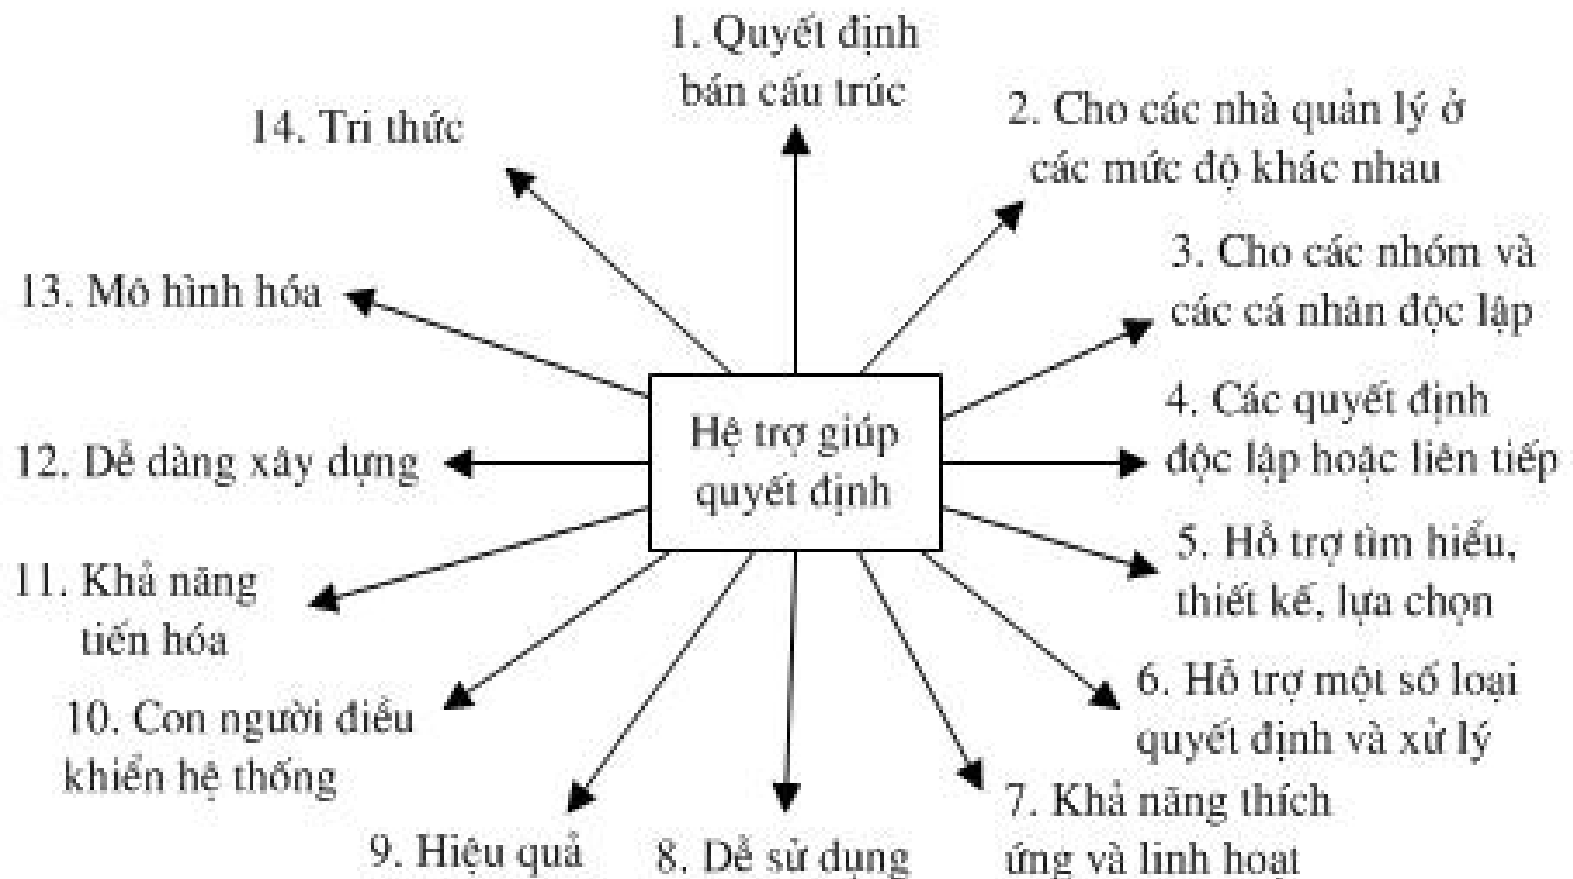 1. Quyết định
bán cấu trúc
2. Cho các nhà quản lý ở
các mức độ khác nhau
3. Cho các nhóm và
các cá nhân độc lập
4. Các quyết định
độc lập hoặc liên tiếp
5. Hỗ trợ tìm hiểu,
thiết kế, lựa chọn
6. Hỗ trợ một số loại
quyết định và xử lý
7. Khả năng thích
ứng và linh hoạt
8. Dễ sử dụng
9. Hiệu quả
10. Con người điều
khiển hệ thống
11. Khả năng
tiến hóa
12. Dễ dàng xây dựng
13. Mô hình hóa
14. Tri thức
Hệ trợ giúp
quyết định